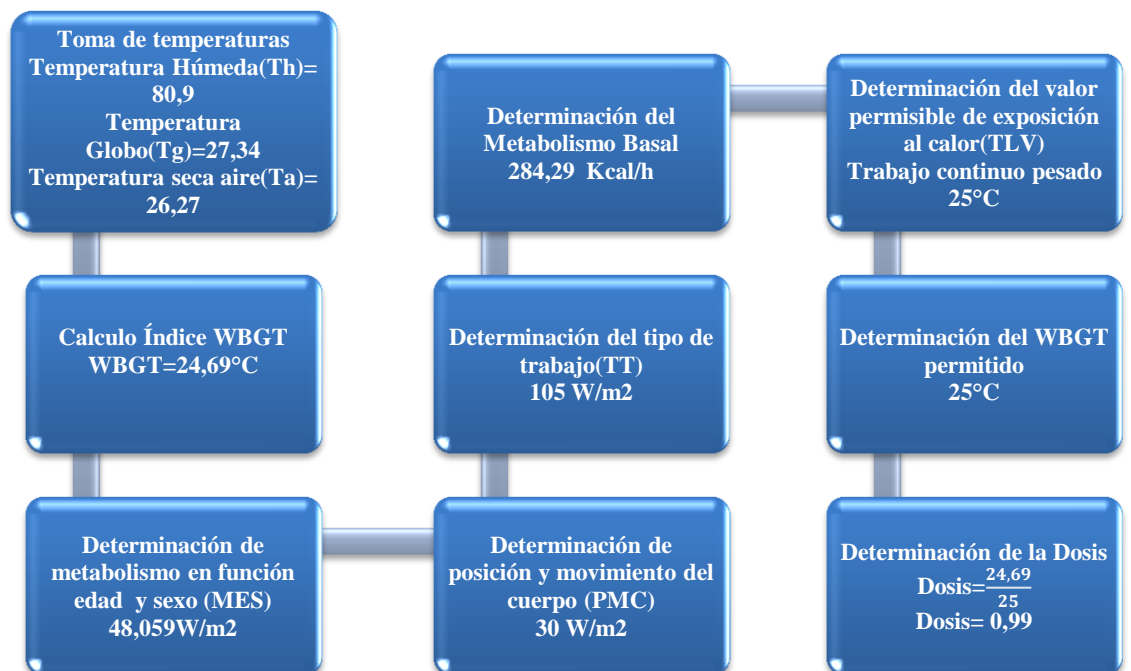 Toma de temperaturas
Temperatura Húmeda(Th)=
80,9
Temperatura
Globo(Tg)=27,34
Temperatura seca aire(Ta)=
26,27
Calculo Índice WBGT
WBGT=24,69°C
Determinación de
metabolismo en función
edad y sexo (MES)
48,059W/m2
Determinación de
posición y movimiento del
cuerpo (PMC)
30 W/m2
Determinación del tipo de
trabajo(TT)
105 W/m2
Determinación del
Metabolismo Basal
284,29 Kcal/h
Determinación del valor
permisible de exposición
al calor(TLV)
Trabajo continuo pesado
25°C
Determinación del WBGT
permitido
25°C
Determinación de la Dosis
Dosis=24,69/25
Dosis= 0,99